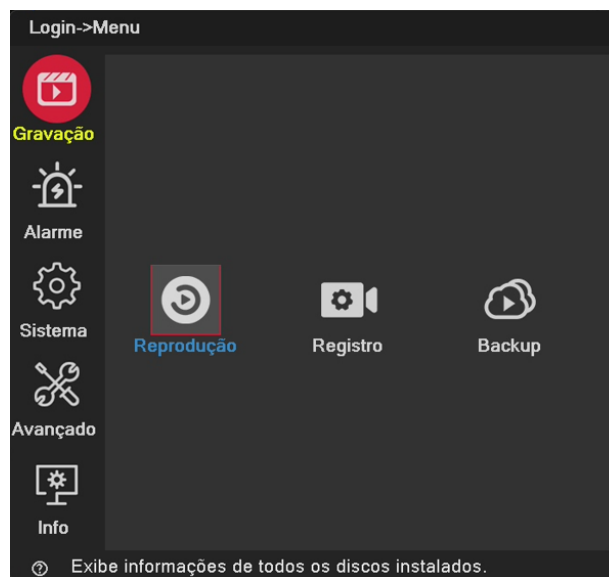 Login->Menu
Gravação
Alarme
Sistema
Avançado
Info
Reprodução
Registro
Backup
Exibe informações de todos os discos instalados.